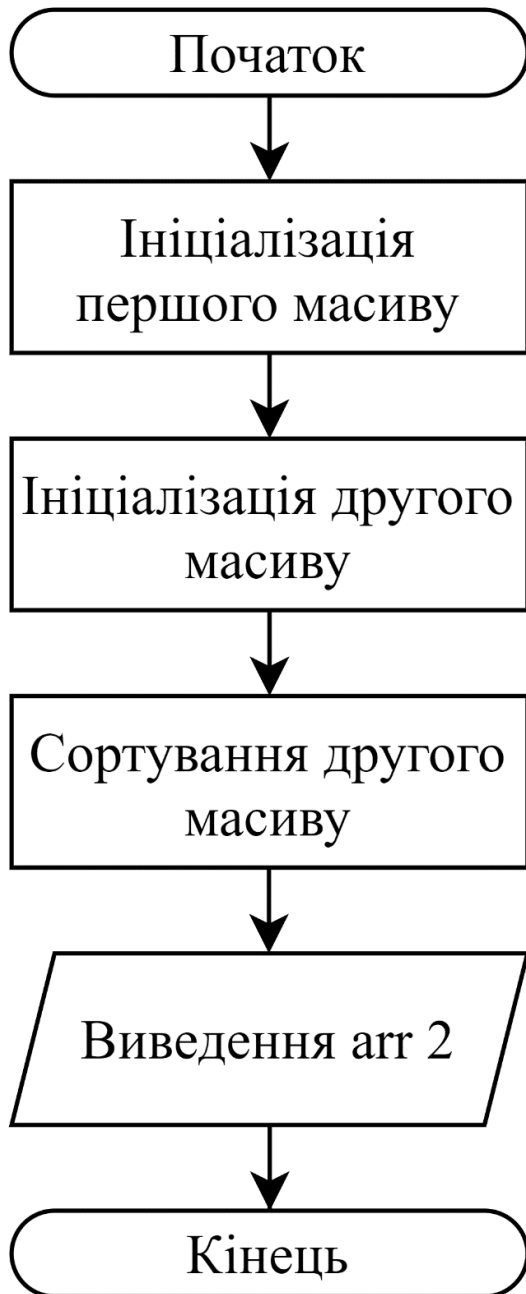 Початок
Ініціалізація
першого масиву
Ініціалізація другого
масиву
Сортування другого
масиву
Виведення arr 2
Кінець